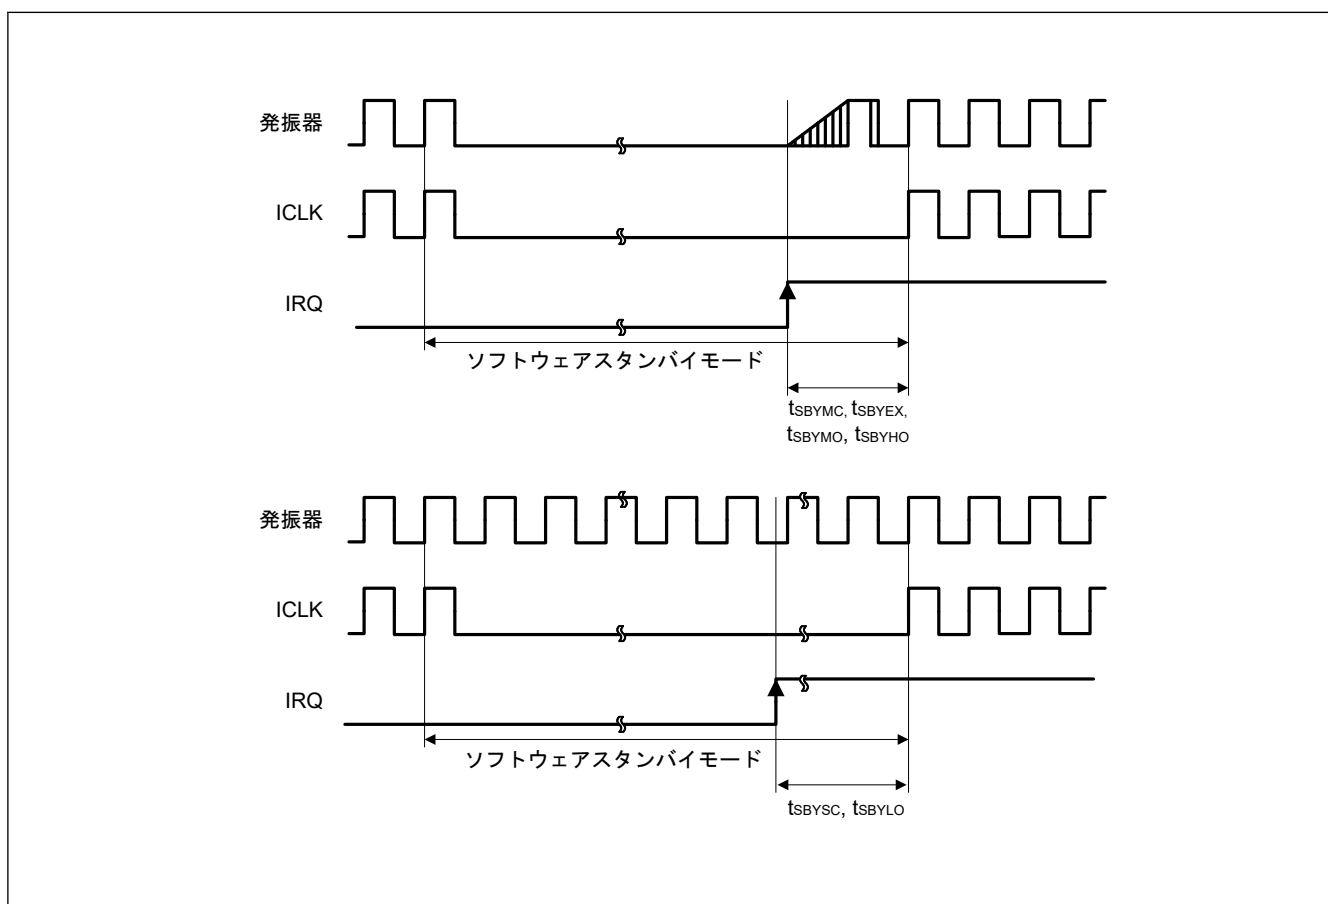 発振器
ICLK
IRQ
ソフトウェアスタンバイモード
tSBYMC, tSBYEX,
tSBYMO, tSBYHO
発振器
ICLK
IRQ
ソフトウェアスタンバイモード
tSBYSC, tSBYLO